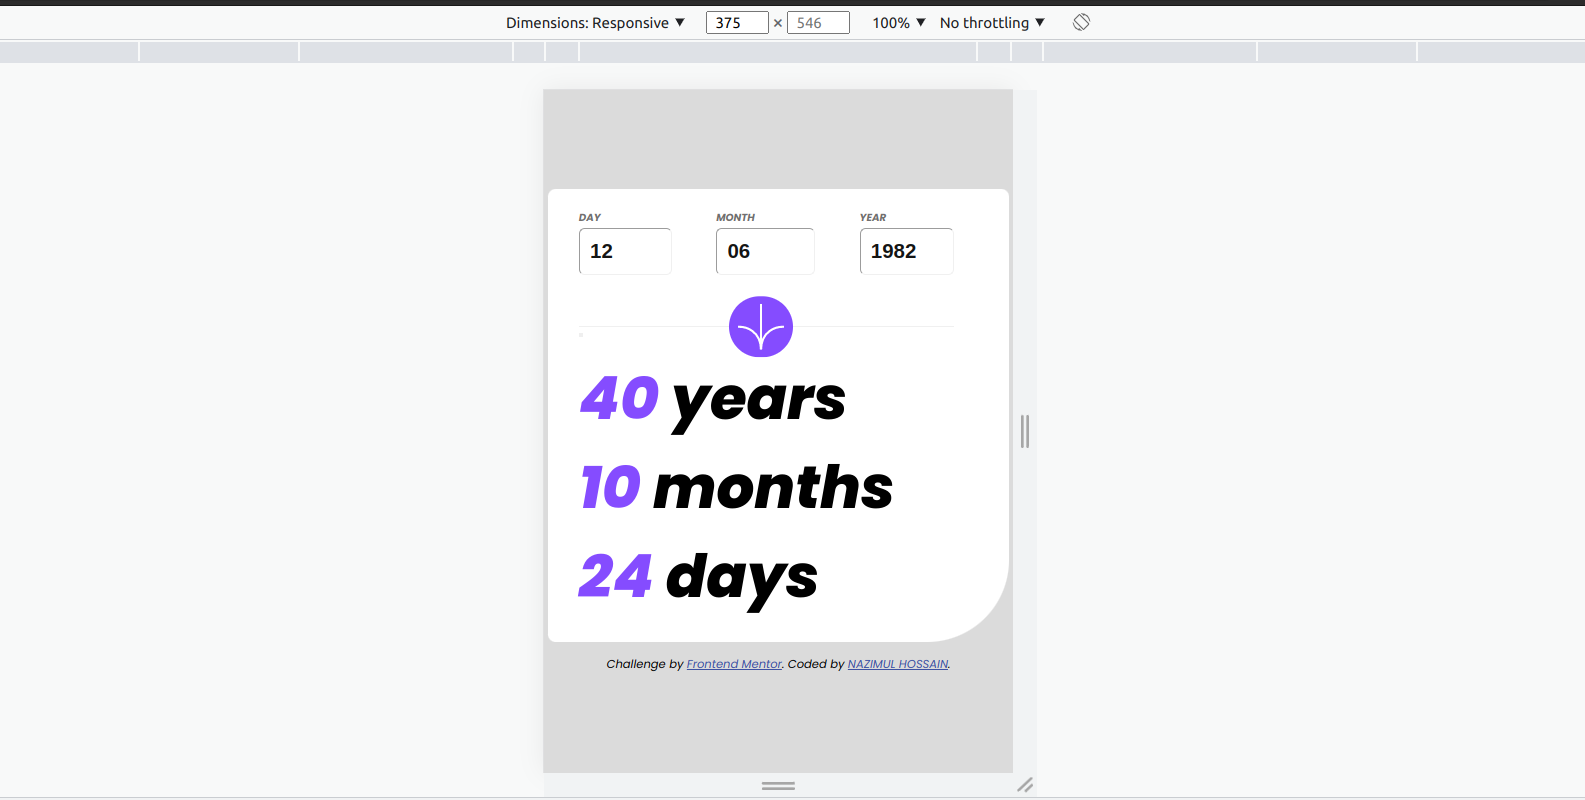 Dimensions: Responsive ▼ 375 × 546 100% ▼ No throttling ▼
DAY MONTH YEAR
12 06 1982
40 years
10 months
24 days
Challenge by Frontend Mentor. Coded by NAZIMUL HOSSAIN.